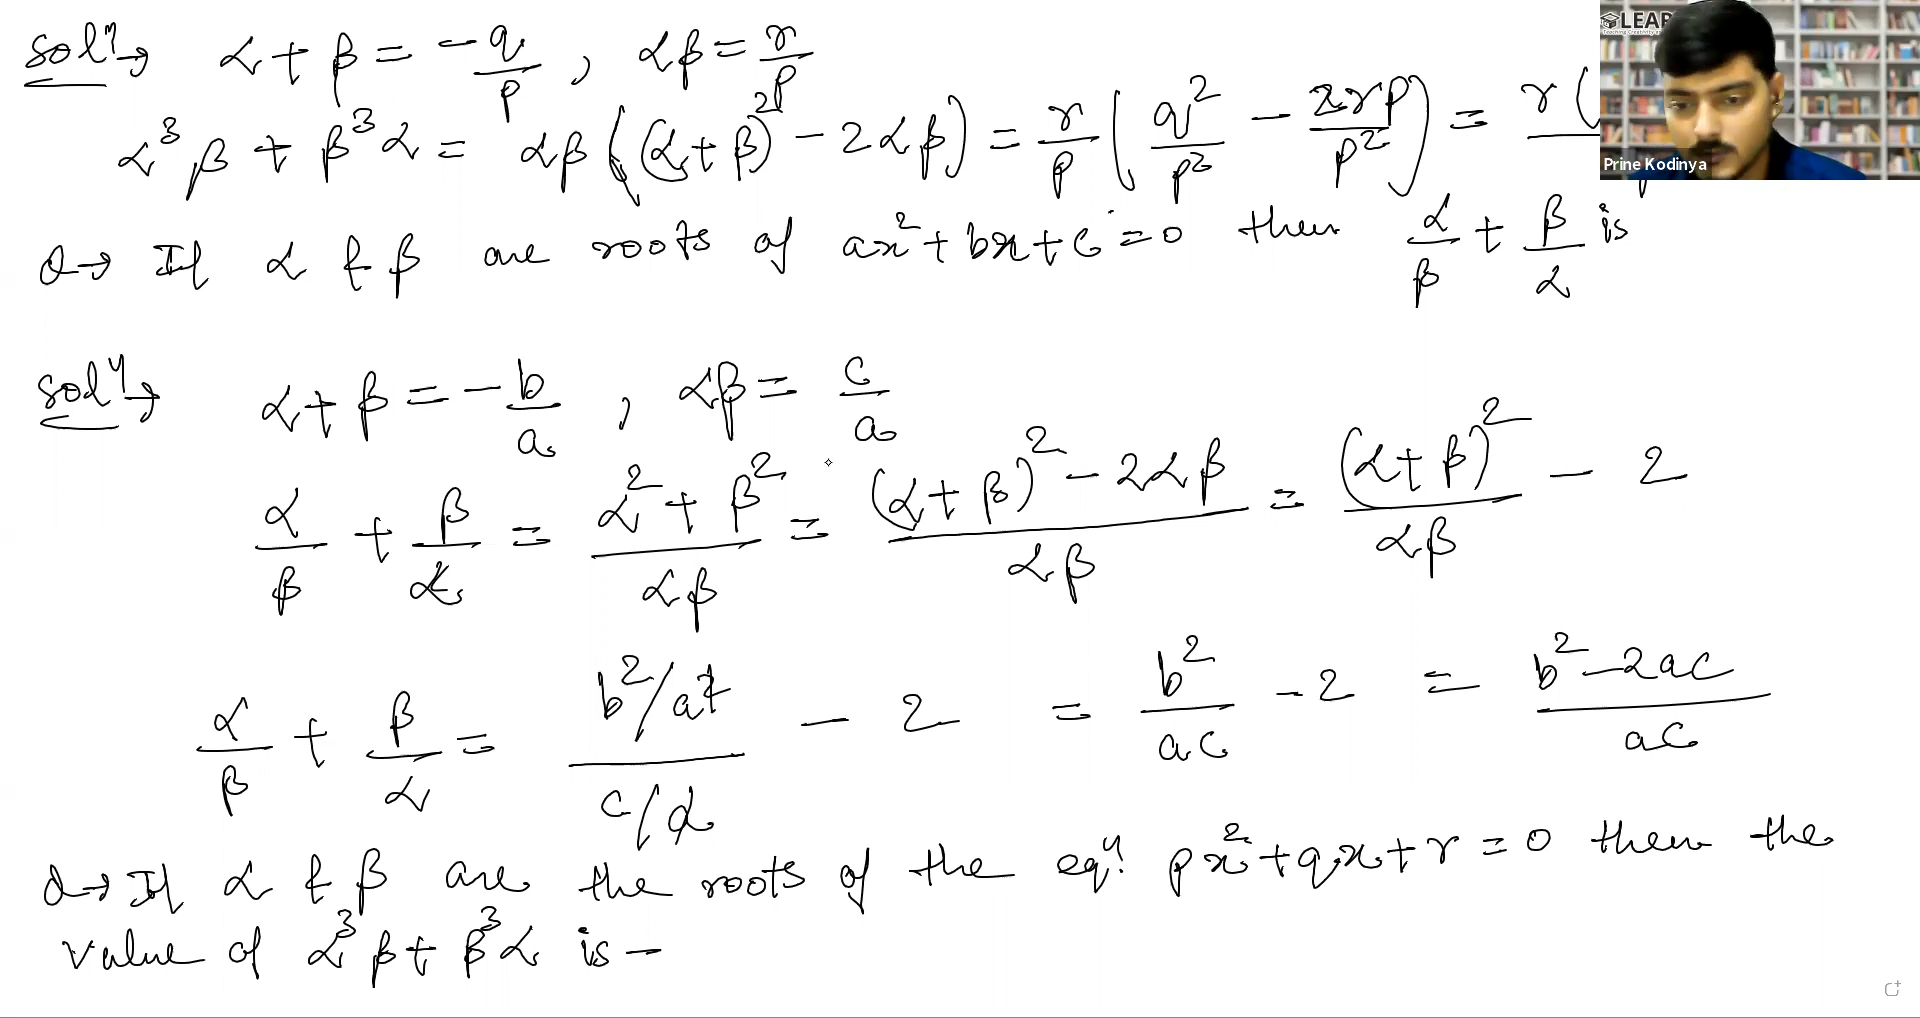 Solⁿ→ α + β = -q/p , αβ = r/p
α³β + β³α = αβ((α+β)² - 2αβ) = r/p (q²/p² - 2rp/p²) = r(
Q→ If α & β are roots of ax²+bx+c=0 then α/β + β/α is
Solⁿ→ α+β = -b/a , αβ = c/a
α/β + β/α = α²+β²/αβ = (α+β)²-2αβ/αβ = (α+β)²/αβ - 2
α/β + β/α = b²/a²/c/a - 2 = b²/ac - 2 = b²-2ac/ac
Q→ If α & β are the roots of the eqⁿ. px²+qx+r=0 then the
value of α³β+β³α is -
LEAR
Prine Kodinya